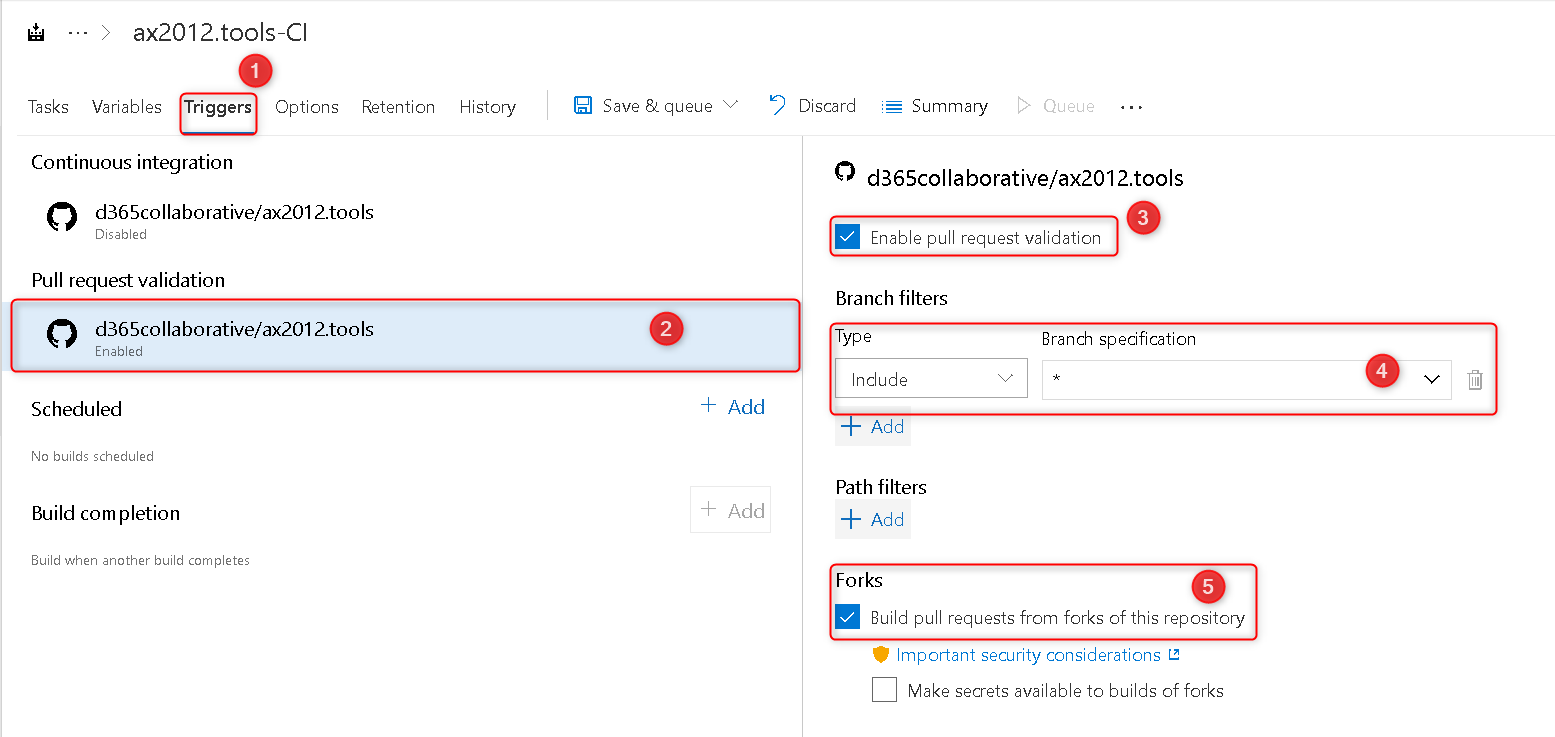 ··· > ax2012.tools-CI
1
Tasks Variables Triggers Options Retention History Save & queue Discard Summary Queue ...
Continuous integration
d365collaborative/ax2012.tools
Disabled
Pull request validation
d365collaborative/ax2012.tools
Enabled
2
Scheduled + Add
No builds scheduled
Build completion + Add
Build when another build completes
d365collaborative/ax2012.tools
3
Enable pull request validation
Branch filters
Type Branch specification
Include * 4
+ Add
Path filters
+ Add
Forks
5
Build pull requests from forks of this repository
Important security considerations
Make secrets available to builds of forks